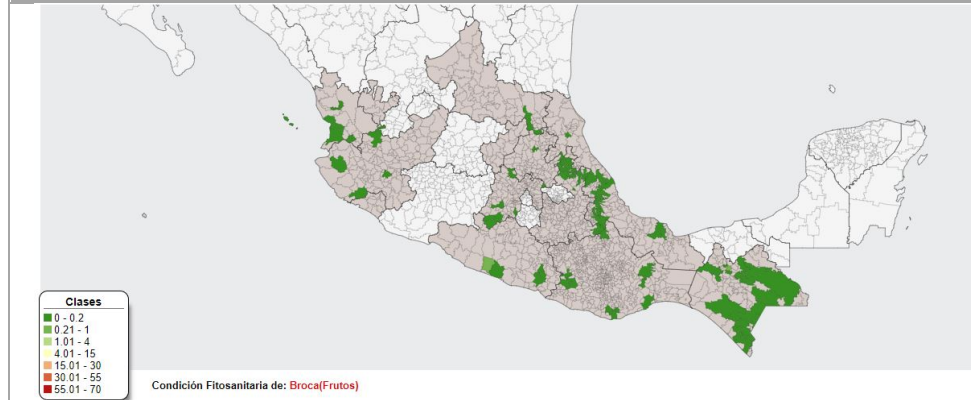 Clases
0 - 0.2
0.21 - 1
1.01 - 4
4.01 - 15
15.01 - 30
30.01 - 55
55.01 - 70
Condición Fitosanitaria de: Broca(Frutos)